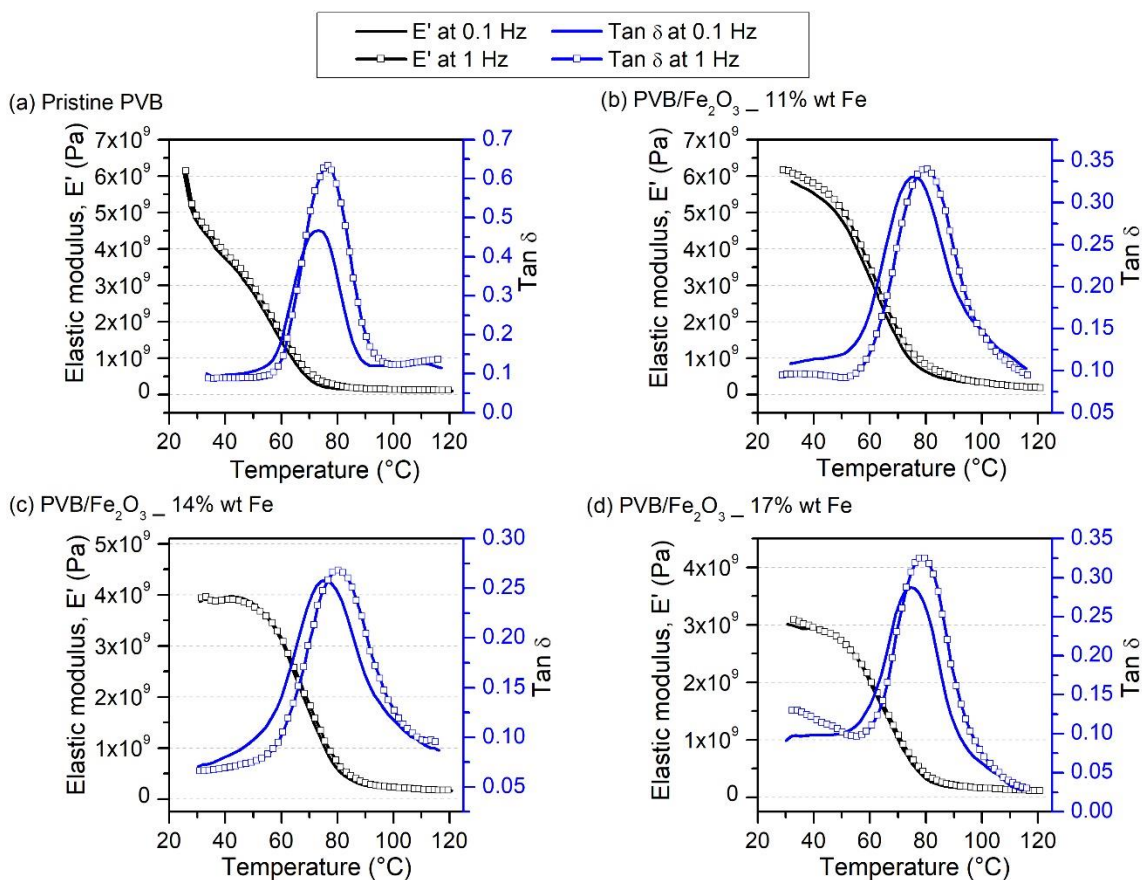 E' at 0.1 Hz Tan δ at 0.1 Hz
E' at 1 Hz Tan δ at 1 Hz
(a) Pristine PVB
Elastic modulus, E' (Pa)
7x10⁹
6x10⁹
5x10⁹
4x10⁹
3x10⁹
2x10⁹
1x10⁹
0
0.7
0.6
0.5
0.4
0.3
0.2
0.1
0.0
Tan δ
20 40 60 80 100 120
Temperature (°C)
(b) PVB/Fe₂O₃ _ 11% wt Fe
Elastic modulus, E' (Pa)
7x10⁹
6x10⁹
5x10⁹
4x10⁹
3x10⁹
2x10⁹
1x10⁹
0
0.35
0.30
0.25
0.20
0.15
0.10
0.05
Tan δ
20 40 60 80 100 120
Temperature (°C)
(c) PVB/Fe₂O₃ _ 14% wt Fe
Elastic modulus, E' (Pa)
5x10⁹
4x10⁹
3x10⁹
2x10⁹
1x10⁹
0
0.30
0.25
0.20
0.15
0.10
0.05
Tan δ
20 40 60 80 100 120
Temperature (°C)
(d) PVB/Fe₂O₃ _ 17% wt Fe
Elastic modulus, E' (Pa)
4x10⁹
3x10⁹
2x10⁹
1x10⁹
0
0.35
0.30
0.25
0.20
0.15
0.10
0.05
0.00
Tan δ
20 40 60 80 100 120
Temperature (°C)